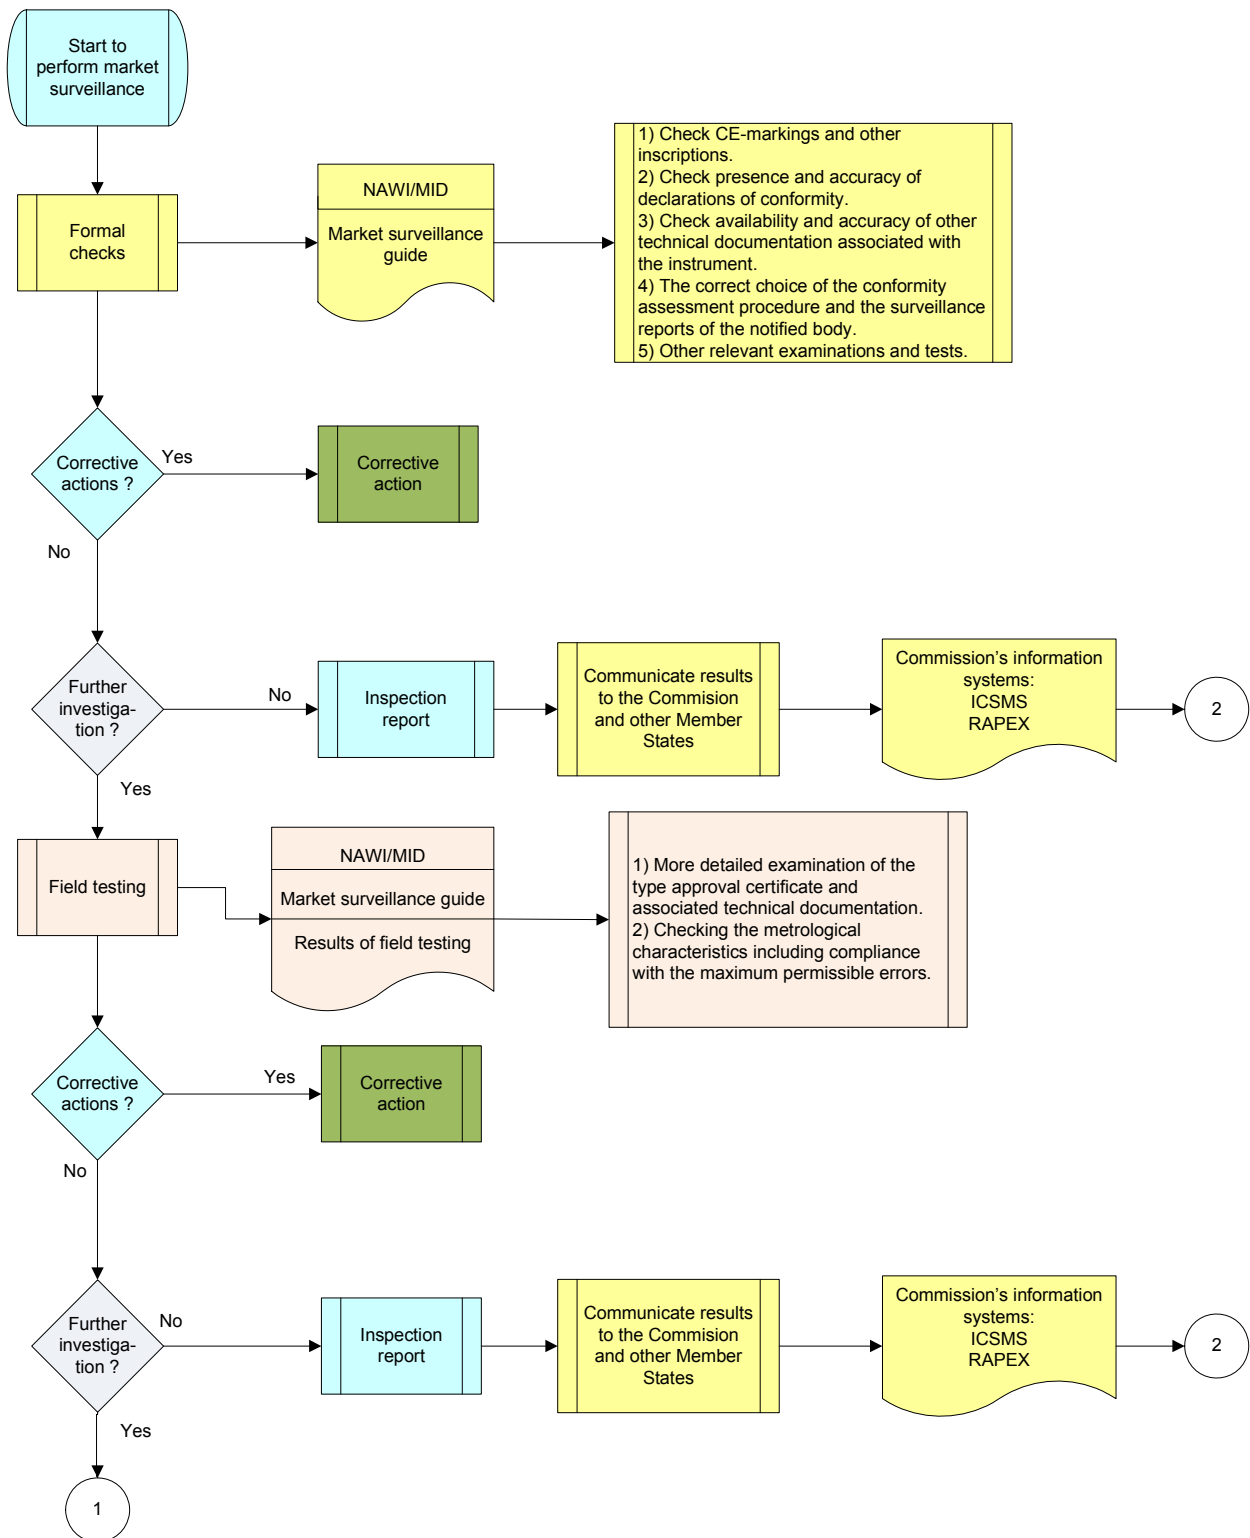 Start to
perform market
surveillance
Formal
checks
NAWI/MID
Market surveillance
guide
1) Check CE-markings and other
inscriptions.
2) Check presence and accuracy of
declarations of conformity.
3) Check availability and accuracy of other
technical documentation associated with
the instrument.
4) The correct choice of the conformity
assessment procedure and the surveillance
reports of the notified body.
5) Other relevant examinations and tests.
Corrective
actions ?
Yes
Corrective
action
No
Further
investiga-
tion ?
No
Inspection
report
Communicate results
to the Commision
and other Member
States
Commission's information
systems:
ICSMS
RAPEX
2
Yes
Field testing
NAWI/MID
Market surveillance guide
Results of field testing
1) More detailed examination of the
type approval certificate and
associated technical documentation.
2) Checking the metrological
characteristics including compliance
with the maximum permissible errors.
Corrective
actions ?
Yes
Corrective
action
No
Further
investiga-
tion ?
No
Inspection
report
Communicate results
to the Commision
and other Member
States
Commission's information
systems:
ICSMS
RAPEX
2
Yes
1